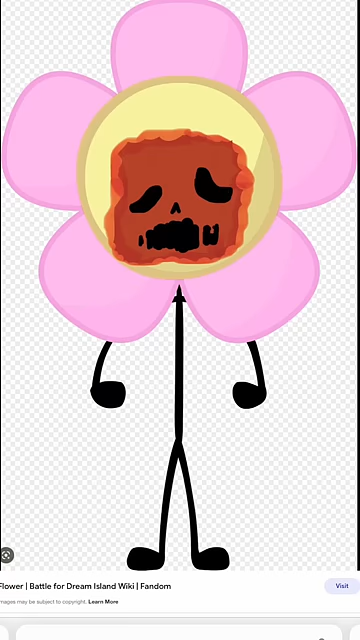 Flower | Battle for Dream Island Wiki | Fandom
Visit
mages may be subject to copyright. Learn More